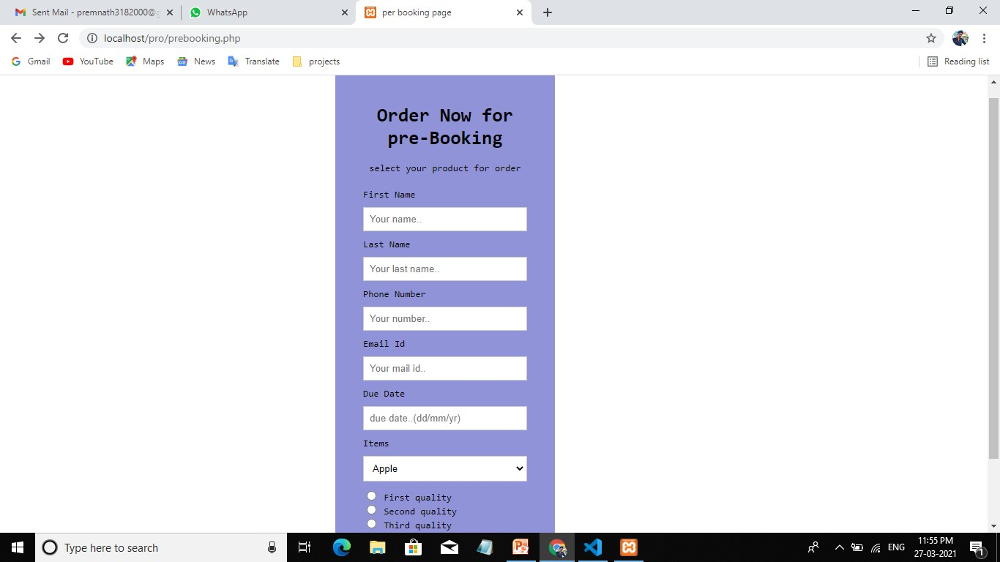 Sent Mail - premnath3182000@g
WhatsApp
per booking page
localhost/pro/prebooking.php
Gmail
YouTube
Maps
News
Translate
projects
Reading list
Order Now for
pre-Booking
select your product for order
First Name
Your name..
Last Name
Your last name..
Phone Number
Your number..
Email Id
Your mail id..
Due Date
due date..(dd/mm/yr)
Items
Apple
First quality
Second quality
Third quality
Type here to search
ENG
11:55 PM
27-03-2021
1